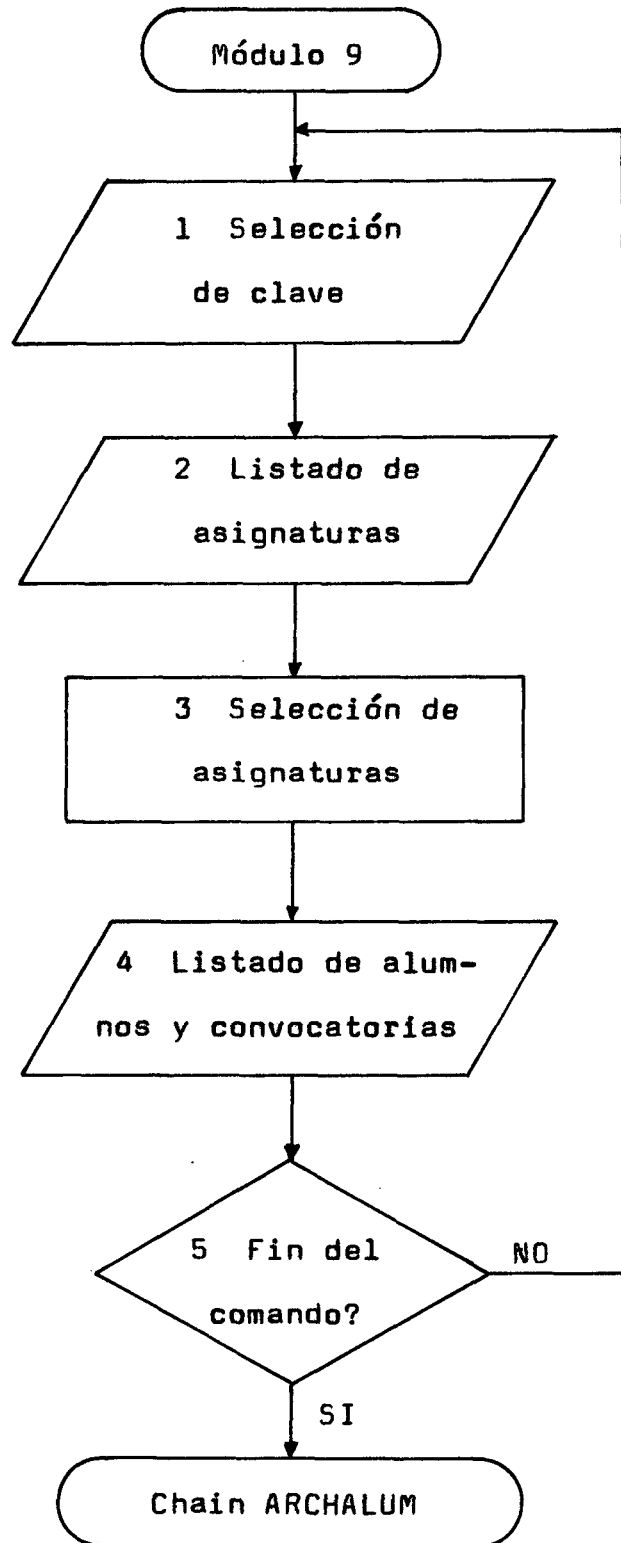 Módulo 9
1 Selección
de clave
2 Listado de
asignaturas
3 Selección de
asignaturas
4 Listado de alum-
nos y convocatorias
5 Fin del
comando?
NO
SI
Chain ARCHALUM